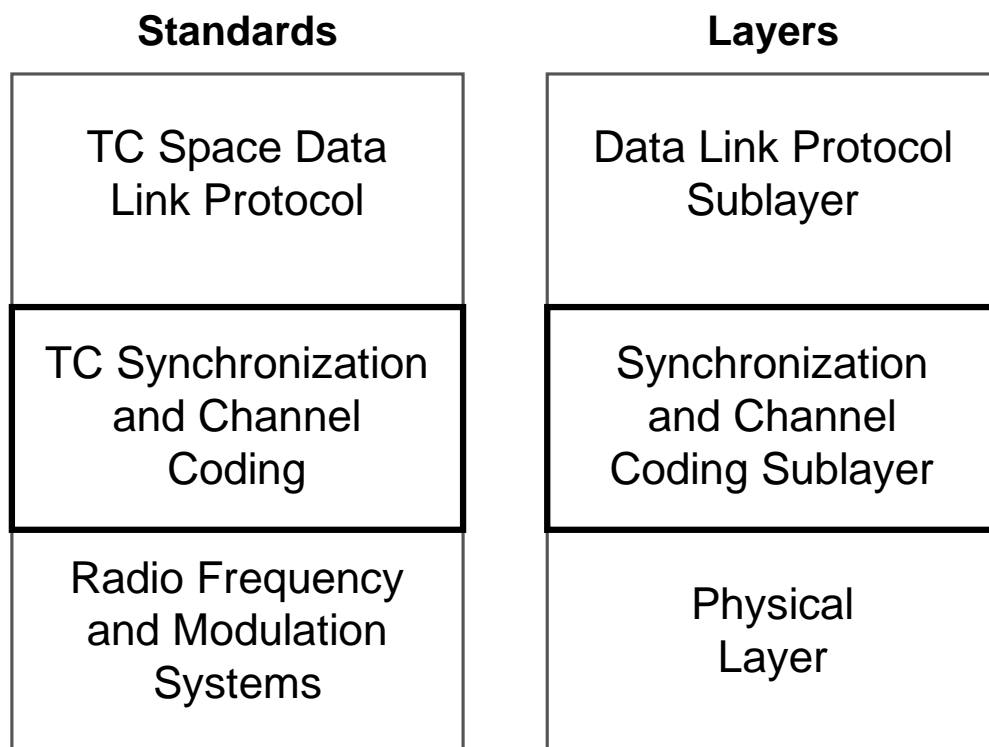 Standards
TC Space Data
Link Protocol
TC Synchronization
and Channel
Coding
Radio Frequency
and Modulation
Systems
Layers
Data Link Protocol
Sublayer
Synchronization
and Channel
Coding Sublayer
Physical
Layer